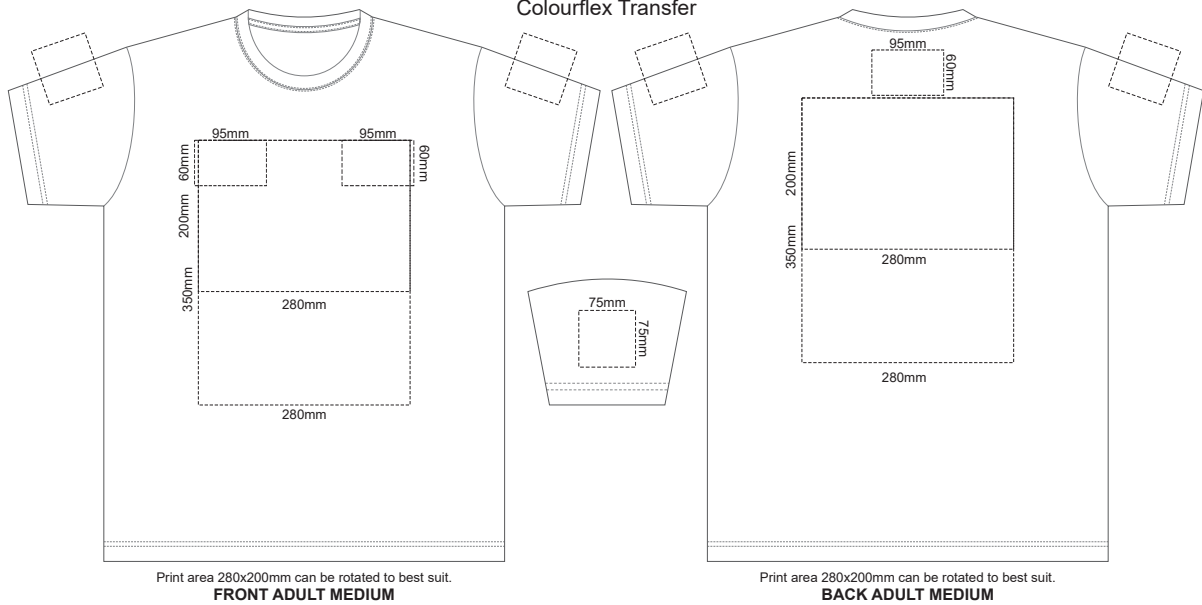 Colourflex Transfer
95mm
95mm
60mm
60mm
200mm
350mm
280mm
280mm
Print area 280x200mm can be rotated to best suit.
FRONT ADULT MEDIUM
75mm
75mm
95mm
60mm
200mm
350mm
280mm
280mm
Print area 280x200mm can be rotated to best suit.
BACK ADULT MEDIUM